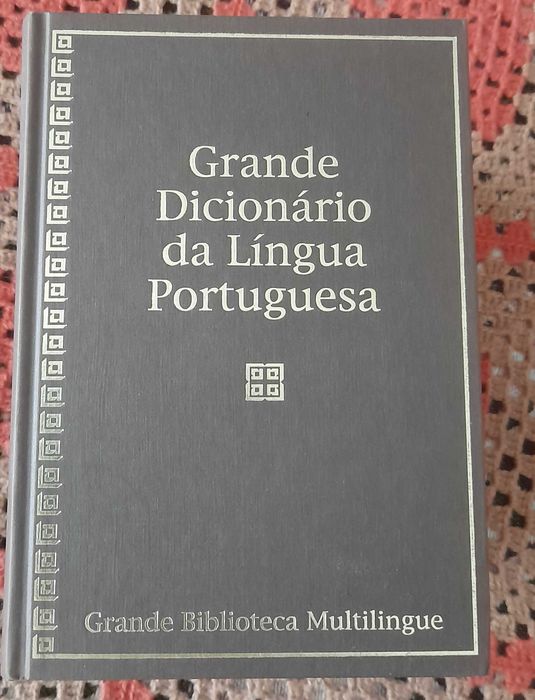 Grande
Dicionário
da Língua
Portuguesa
Grande Biblioteca Multilingue